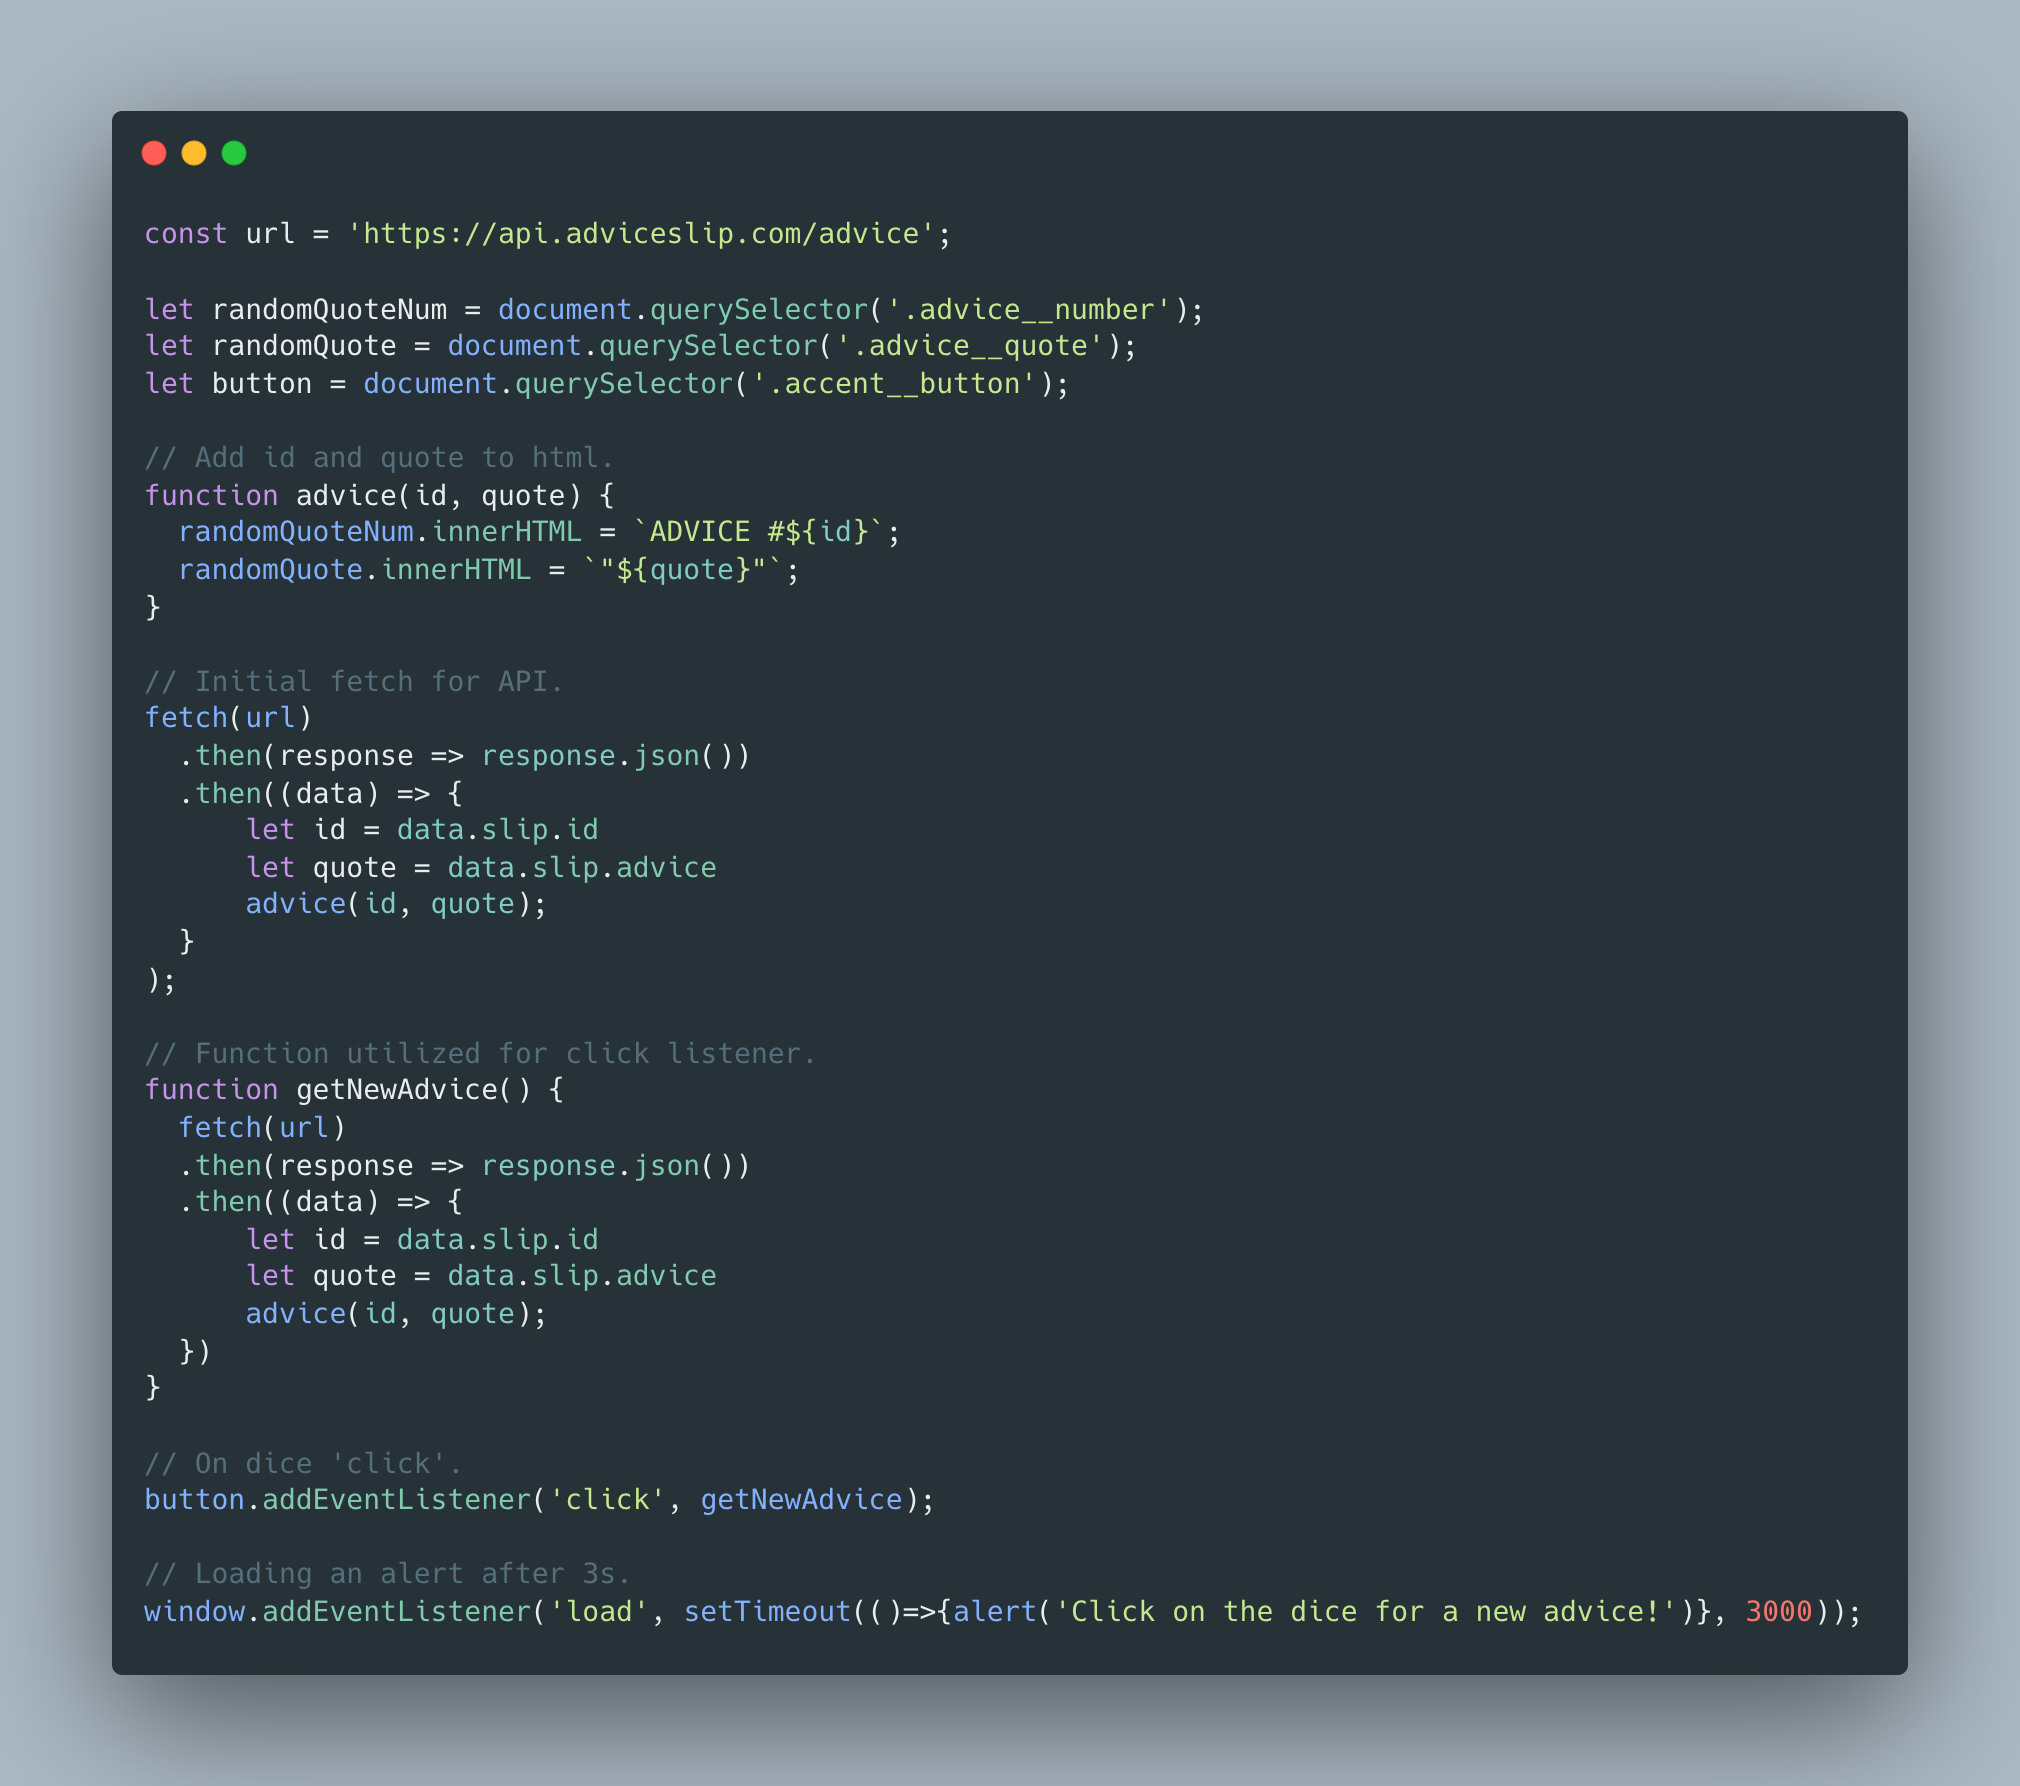 const url = 'https://api.adviceslip.com/advice';

let randomQuoteNum = document.querySelector('.advice__number');
let randomQuote = document.querySelector('.advice__quote');
let button = document.querySelector('.accent__button');

// Add id and quote to html.
function advice(id, quote) {
  randomQuoteNum.innerHTML = `ADVICE #${id}`;
  randomQuote.innerHTML = `"${quote}"`;
}

// Initial fetch for API.
fetch(url)
  .then(response => response.json())
  .then((data) => {
      let id = data.slip.id
      let quote = data.slip.advice
      advice(id, quote);
  }
);

// Function utilized for click listener.
function getNewAdvice() {
  fetch(url)
  .then(response => response.json())
  .then((data) => {
      let id = data.slip.id
      let quote = data.slip.advice
      advice(id, quote);
  })
}

// On dice 'click'.
button.addEventListener('click', getNewAdvice);

// Loading an alert after 3s.
window.addEventListener('load', setTimeout(()=>{alert('Click on the dice for a new advice!')}, 3000));